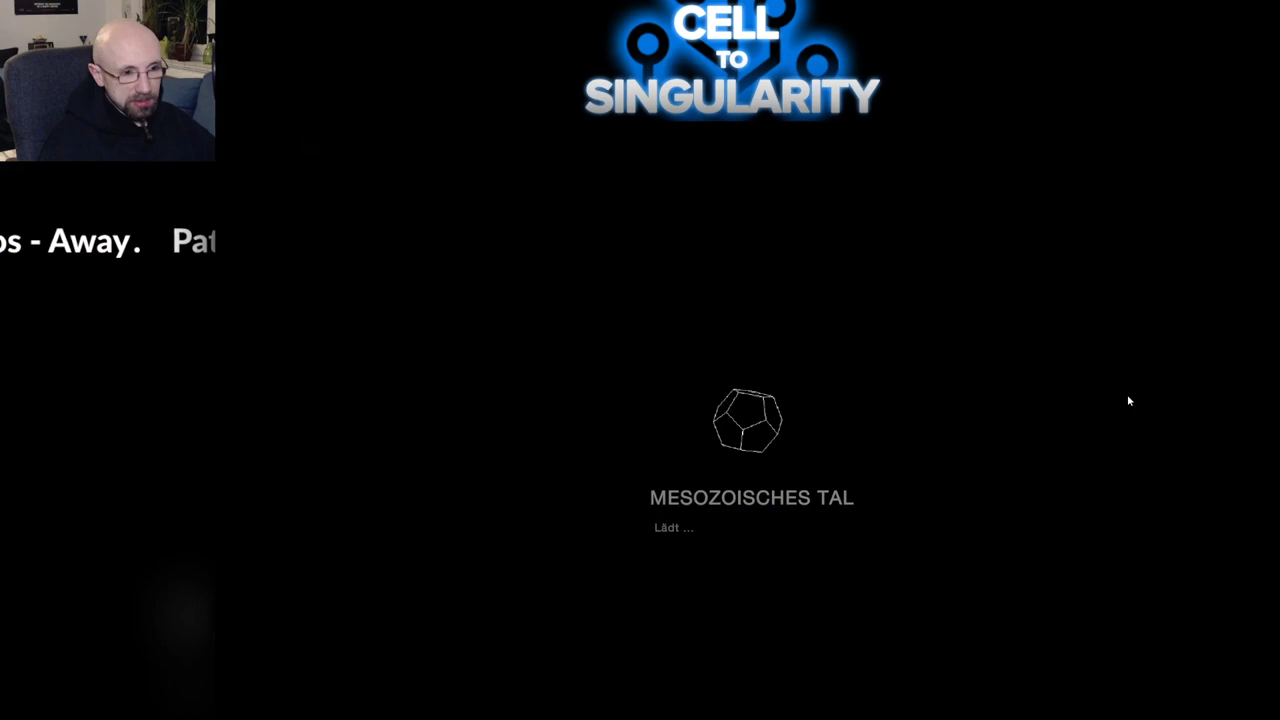 CELL
TO
SINGULARITY
os - Away. Pat
MESOZOISCHES TAL
Lädt ...